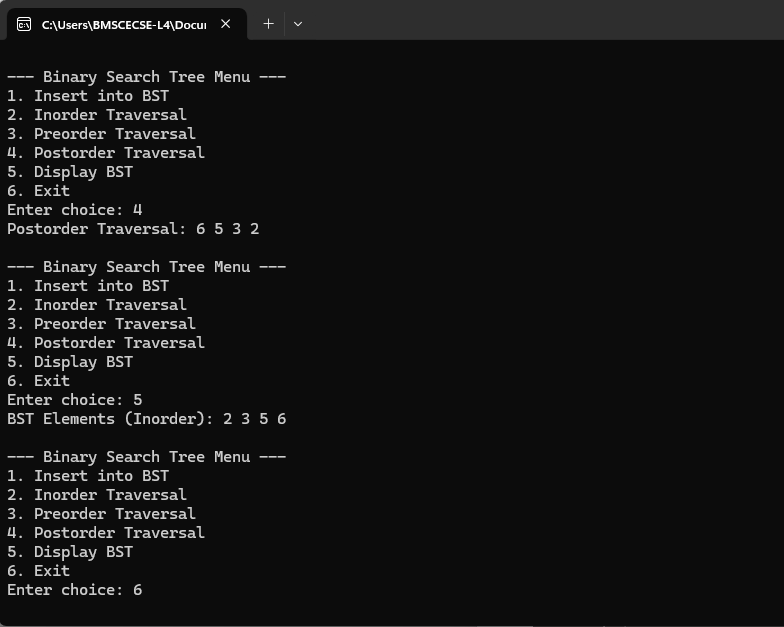 C:\Users\BMSCECSE-L4\Docur
--- Binary Search Tree Menu ---
1. Insert into BST
2. Inorder Traversal
3. Preorder Traversal
4. Postorder Traversal
5. Display BST
6. Exit
Enter choice: 4
Postorder Traversal: 6 5 3 2
--- Binary Search Tree Menu ---
1. Insert into BST
2. Inorder Traversal
3. Preorder Traversal
4. Postorder Traversal
5. Display BST
6. Exit
Enter choice: 5
BST Elements (Inorder): 2 3 5 6
--- Binary Search Tree Menu ---
1. Insert into BST
2. Inorder Traversal
3. Preorder Traversal
4. Postorder Traversal
5. Display BST
6. Exit
Enter choice: 6